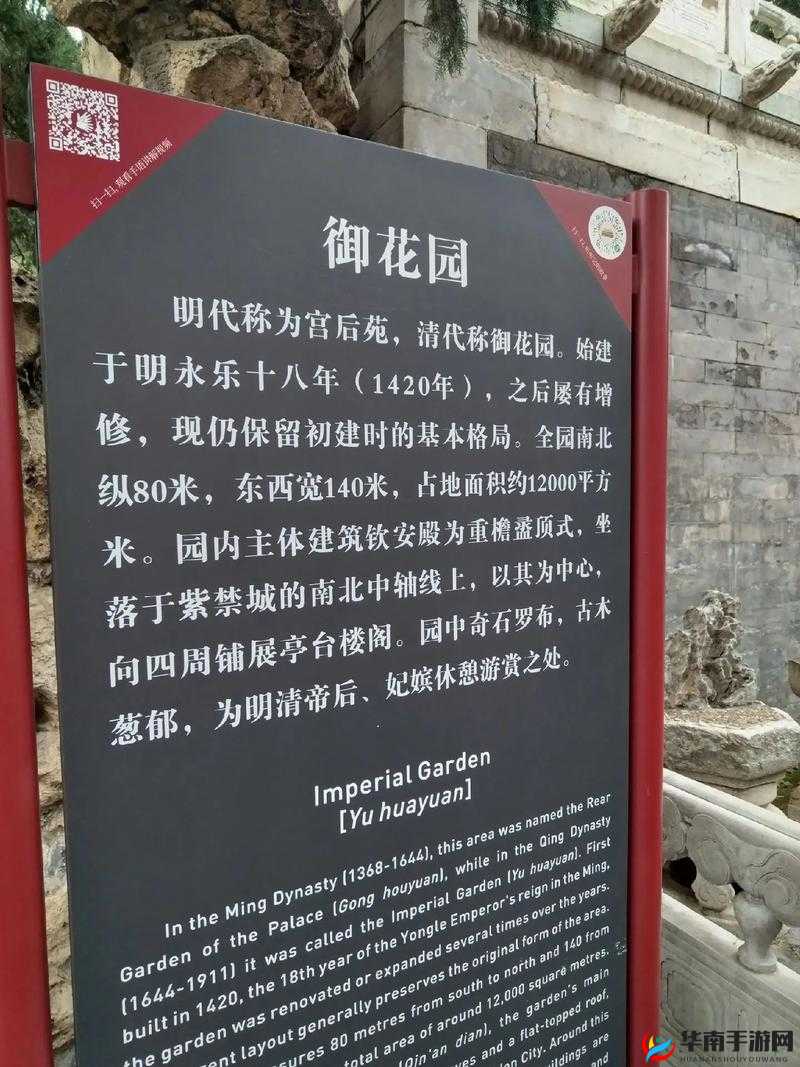 扫一扫，观看手语讲解视频
御花园
明代称为宫后苑，清代称御花园。始建
于明永乐十八年（1420年），之后屡有增
修，现仍保留初建时的基本格局。全园南北
纵80米，东西宽140米，占地面积约12000平方
米。园内主体建筑钦安殿为重檐盝顶式，坐
落于紫禁城的南北中轴线上，以其为中心，
向四周铺展亭台楼阁。园中奇石罗布，古木
葱郁，为明清帝后、妃嫔休憩游赏之处。
Imperial Garden
[Yu huayuan]
In the Ming Dynasty (1368-1644), this area was named the Rear
Garden of the Palace (Gong houyuan), while in the Qing Dynasty
(1644-1911) it was called the Imperial Garden (Yu huayuan). First
built in 1420, the 18th year of the Yongle Emperor's reign in the Ming,
the garden was renovated or expanded several times over the years.
layout generally preserves the original form of the area.
80 metres from south to north and 140 from
total area of around 12,000 square metres.
(Qin'an dian), the garden's main
and a flat-topped roof,
City. Around this
buildings are
and
华南手游网
HUANANSHOUYOUWANG